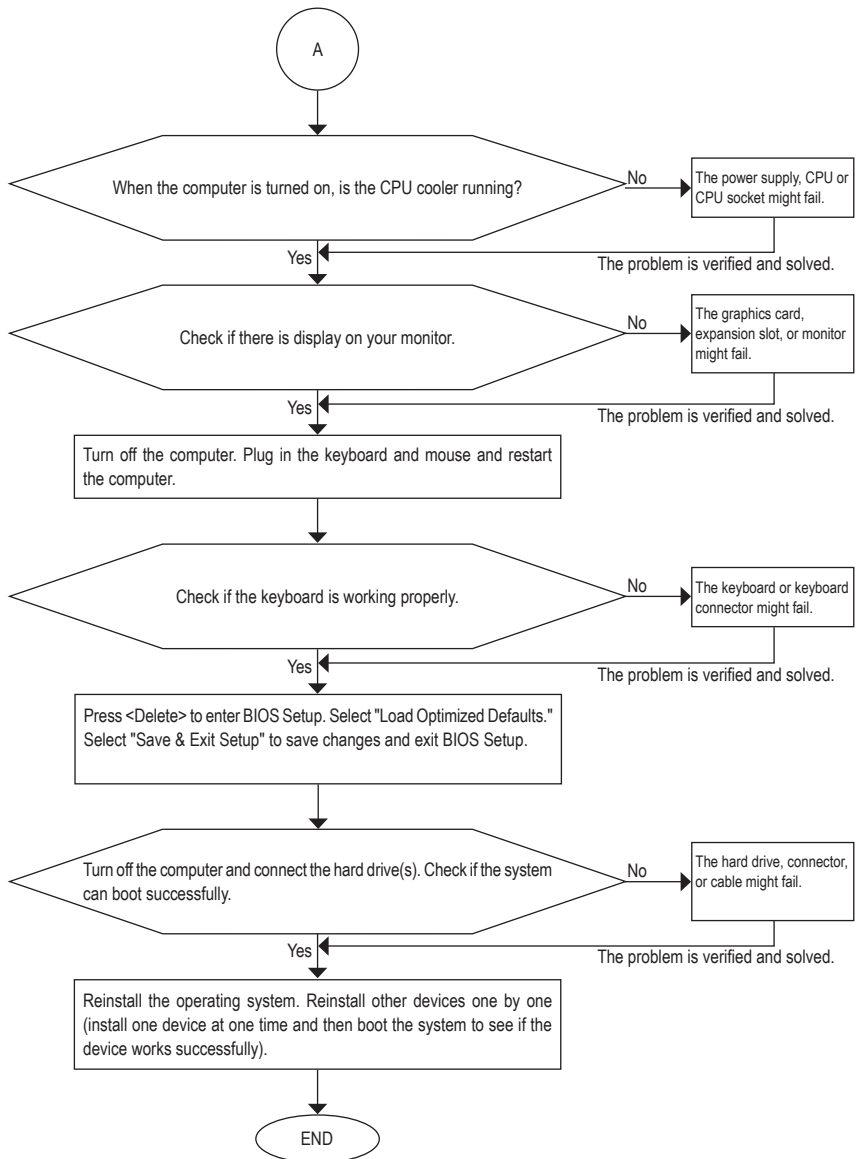 A
When the computer is turned on, is the CPU cooler running?
No
The power supply, CPU or
CPU socket might fail.
Yes
The problem is verified and solved.
Check if there is display on your monitor.
No
The graphics card,
expansion slot, or monitor
might fail.
Yes
The problem is verified and solved.
Turn off the computer. Plug in the keyboard and mouse and restart
the computer.
Check if the keyboard is working properly.
No
The keyboard or keyboard
connector might fail.
Yes
The problem is verified and solved.
Press <Delete> to enter BIOS Setup. Select "Load Optimized Defaults."
Select "Save & Exit Setup" to save changes and exit BIOS Setup.
Turn off the computer and connect the hard drive(s). Check if the system
can boot successfully.
No
The hard drive, connector,
or cable might fail.
Yes
The problem is verified and solved.
Reinstall the operating system. Reinstall other devices one by one
(install one device at one time and then boot the system to see if the
device works successfully).
END